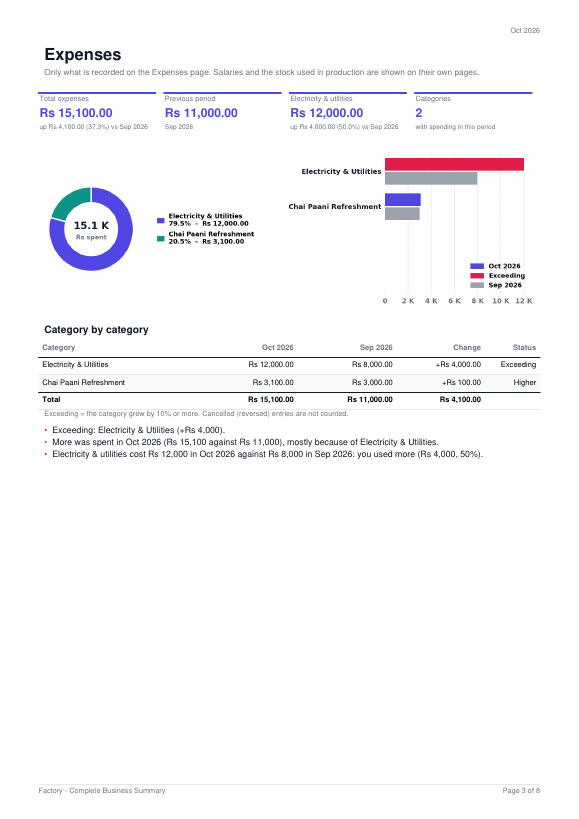 Oct 2026
Expenses
Only what is recorded on the Expenses page. Salaries and the stock used in production are shown on their own pages.
Total expenses
Rs 15,100.00
up Rs 4,100.00 (37.3%) vs Sep 2026
Previous period
Rs 11,000.00
Sep 2026
Electricity & utilities
Rs 12,000.00
up Rs 4,000.00 (50.0%) vs Sep 2026
Categories
2
with spending in this period
15.1 K
Rs spent
Electricity & Utilities
79.5% - Rs 12,000.00
Chai Paani Refreshment
20.5% - Rs 3,100.00
Electricity & Utilities
Chai Paani Refreshment
Oct 2026
Exceeding
Sep 2026
0 2 K 4 K 6 K 8 K 10 K 12 K
Category by category
Category Oct 2026 Sep 2026 Change Status
Electricity & Utilities Rs 12,000.00 Rs 8,000.00 +Rs 4,000.00 Exceeding
Chai Paani Refreshment Rs 3,100.00 Rs 3,000.00 +Rs 100.00 Higher
Total Rs 15,100.00 Rs 11,000.00 Rs 4,100.00
Exceeding = the category grew by 10% or more. Cancelled (reversed) entries are not counted.
• Exceeding: Electricity & Utilities (+Rs 4,000).
• More was spent in Oct 2026 (Rs 15,100 against Rs 11,000), mostly because of Electricity & Utilities.
• Electricity & utilities cost Rs 12,000 in Oct 2026 against Rs 8,000 in Sep 2026: you used more (Rs 4,000, 50%).
Factory - Complete Business Summary
Page 3 of 8